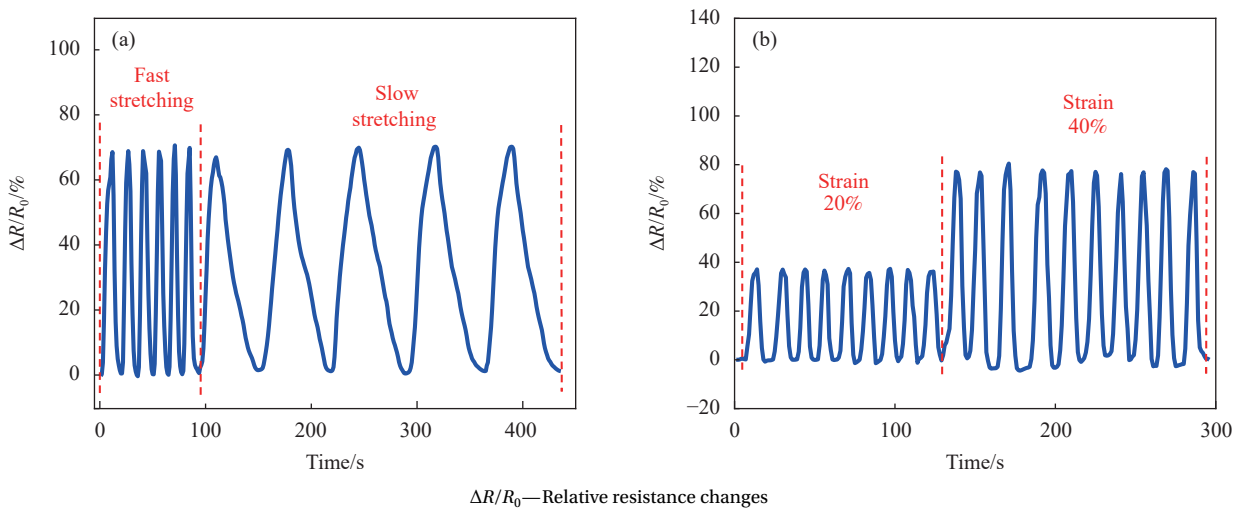 (a)
Fast
stretching
Slow
stretching
100
80
60
40
20
0
ΔR/R₀/%
0
100
200
300
400
Time/s
(b)
Strain
20%
Strain
40%
140
120
100
80
60
40
20
0
−20
ΔR/R₀/%
0
100
200
300
Time/s
ΔR/R₀—Relative resistance changes